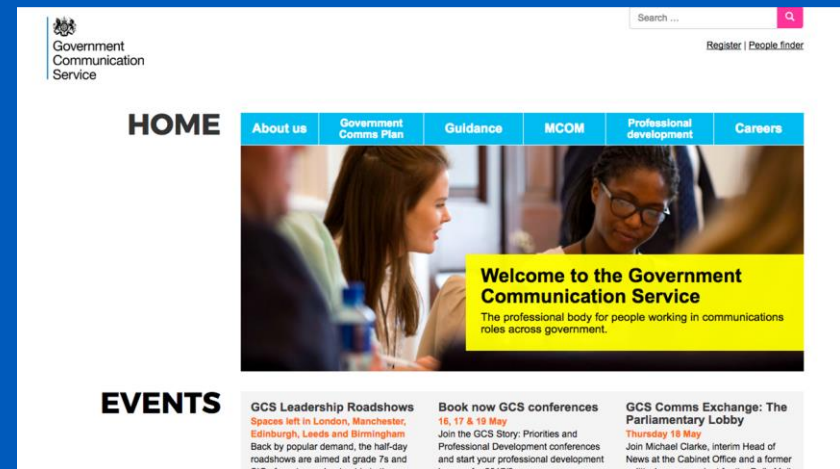 Search ...
Government
Communication
Service
Register | People finder
HOME
About us
Government
Comms Plan
Guidance
MCOM
Professional
development
Careers
Welcome to the Government
Communication Service
The professional body for people working in communications
roles across government.
EVENTS
GCS Leadership Roadshows
Spaces left in London, Manchester,
Edinburgh, Leeds and Birmingham
Back by popular demand, the half-day
roadshows are aimed at grade 7s and
Book now GCS conferences
16, 17 & 19 May
Join the GCS Story: Priorities and
Professional Development conferences
and start your professional development
GCS Comms Exchange: The
Parliamentary Lobby
Thursday 18 May
Join Michael Clarke, interim Head of
News at the Cabinet Office and a former